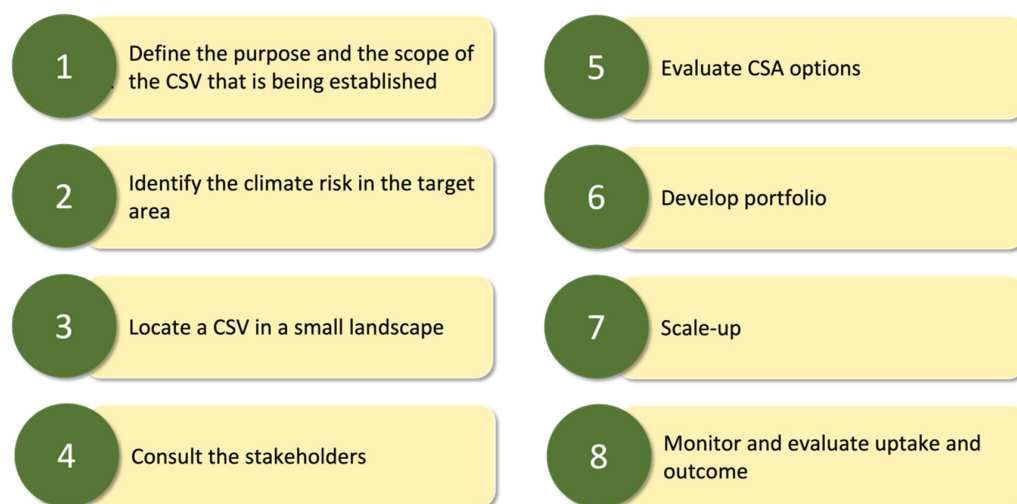 1
Define the purpose and the scope of
the CSV that is being established
2
Identify the climate risk in the target
area
3
Locate a CSV in a small landscape
4
Consult the stakeholders
5
Evaluate CSA options
6
Develop portfolio
7
Scale-up
8
Monitor and evaluate uptake and
outcome